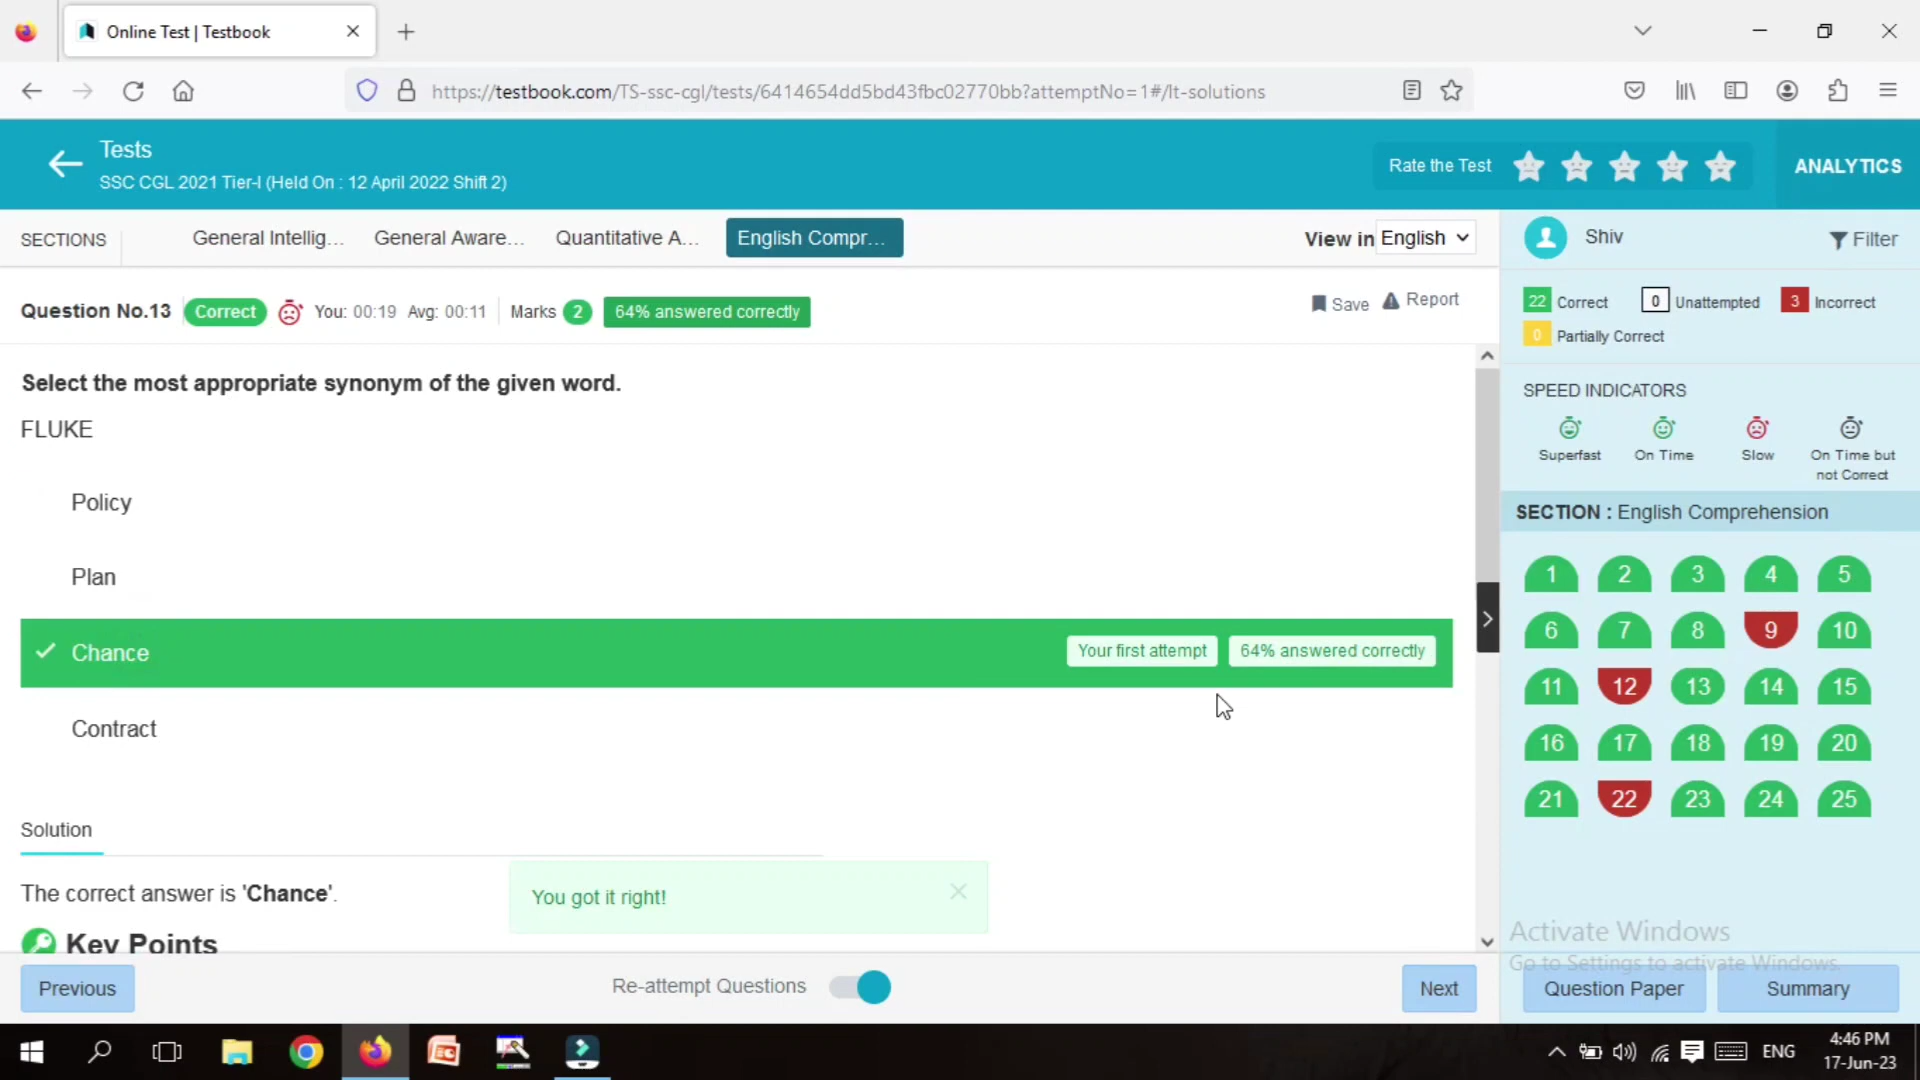 Online Test | Testbook
https://testbook.com/TS-ssc-cgl/tests/6414654dd5bd43fbc02770bb?attemptNo=1#/lt-solutions
Tests
SSC CGL 2021 Tier-I (Held On : 12 April 2022 Shift 2)
Rate the Test
ANALYTICS
SECTIONS General Intellig... General Aware... Quantitative A... English Compr... View in English
Shiv Filter
Question No.13 Correct You: 00:19 Avg: 00:11 Marks 2 64% answered correctly Save Report
22 Correct 0 Unattempted 3 Incorrect
0 Partially Correct
Select the most appropriate synonym of the given word.
FLUKE
Policy
Plan
Chance Your first attempt 64% answered correctly
Contract
Solution
The correct answer is 'Chance'.
You got it right!
Key Points
SPEED INDICATORS
Superfast On Time Slow On Time but
not Correct
SECTION : English Comprehension
1 2 3 4 5
6 7 8 9 10
11 12 13 14 15
16 17 18 19 20
21 22 23 24 25
Activate Windows
Go to Settings to activate Windows.
Previous Re-attempt Questions Next Question Paper Summary
ENG
4:46 PM
17-Jun-23